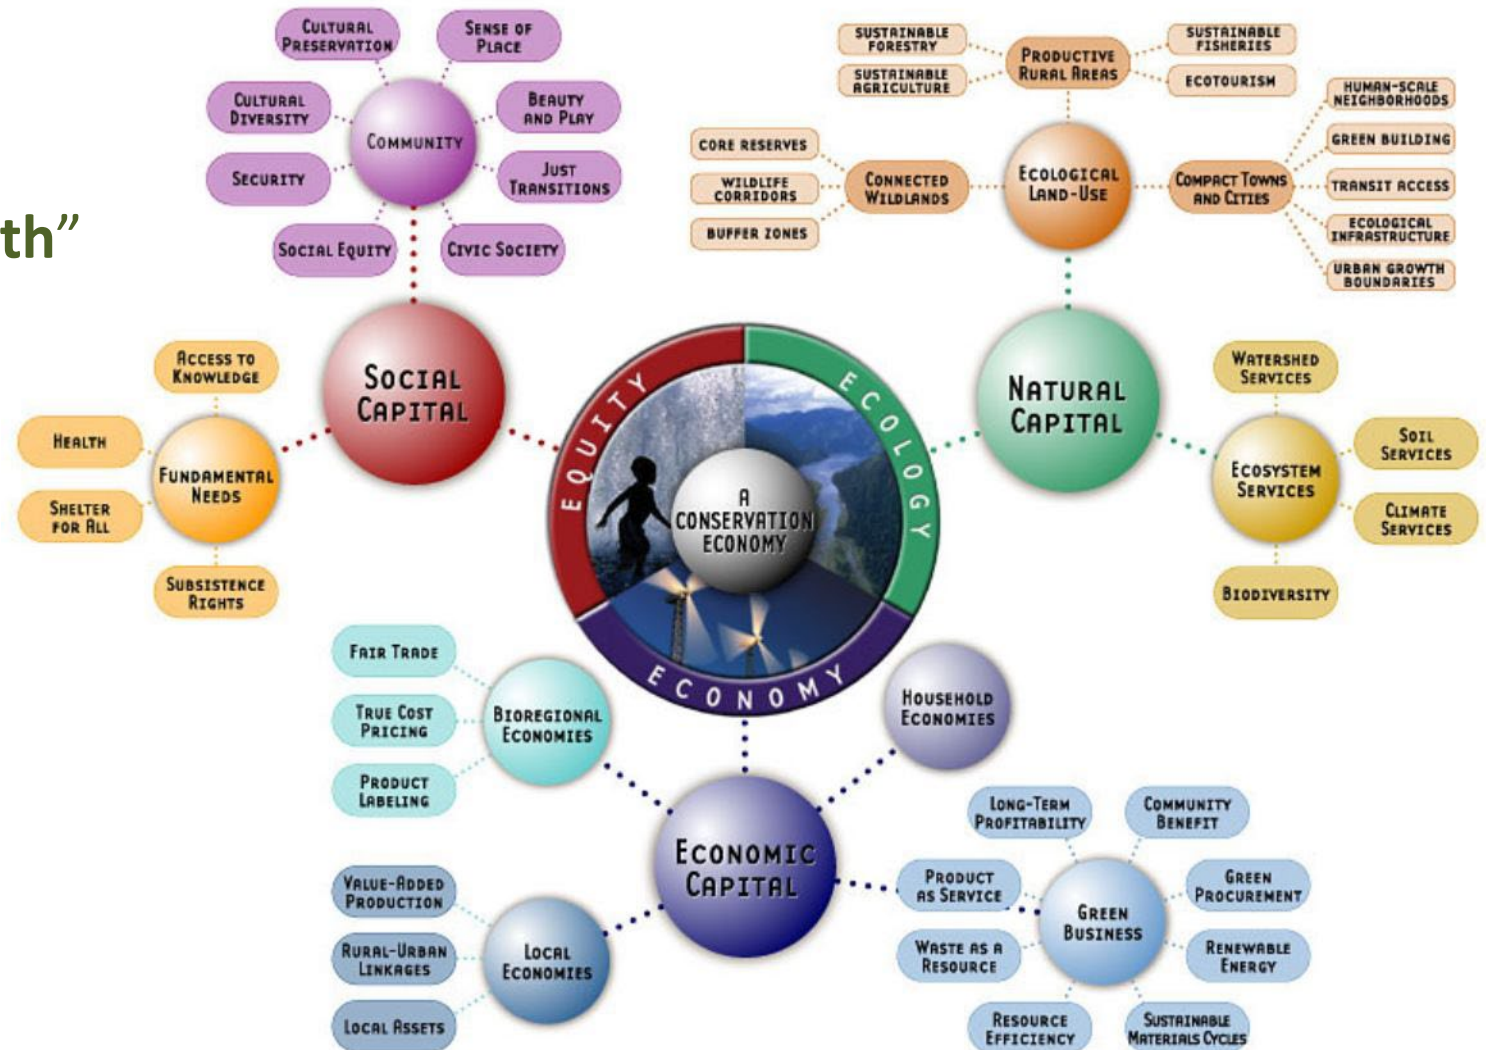 th”
CULTURAL
PRESERVATION
SENSE OF
PLACE
CULTURAL
DIVERSITY
BEAUTY
AND PLAY
COMMUNITY
SECURITY
JUST
TRANSITIONS
SOCIAL EQUITY
CIVIC SOCIETY
SOCIAL
CAPITAL
ACCESS TO
KNOWLEDGE
HEALTH
FUNDAMENTAL
NEEDS
SHELTER
FOR ALL
SUBSISTENCE
RIGHTS
SUSTAINABLE
FORESTRY
SUSTAINABLE
AGRICULTURE
PRODUCTIVE
RURAL AREAS
SUSTAINABLE
FISHERIES
ECOTOURISM
CORE RESERVES
WILDLIFE
CORRIDORS
BUFFER ZONES
CONNECTED
WILDLANDS
ECOLOGICAL
LAND-USE
COMPACT TOWNS
AND CITIES
HUMAN-SCALE
NEIGHBORHOODS
GREEN BUILDING
TRANSIT ACCESS
ECOLOGICAL
INFRASTRUCTURE
URBAN GROWTH
BOUNDARIES
NATURAL
CAPITAL
WATERSHED
SERVICES
SOIL
SERVICES
ECOSYSTEM
SERVICES
CLIMATE
SERVICES
BIODIVERSITY
EQUITY
ECOLOGY
A
CONSERVATION
ECONOMY
ECONOMY
FAIR TRADE
TRUE COST
PRICING
PRODUCT
LABELING
BIOREGIONAL
ECONOMIES
HOUSEHOLD
ECONOMIES
ECONOMIC
CAPITAL
VALUE-ADDED
PRODUCTION
RURAL-URBAN
LINKAGES
LOCAL ASSETS
LOCAL
ECONOMIES
LONG-TERM
PROFITABILITY
COMMUNITY
BENEFIT
PRODUCT
AS SERVICE
GREEN
PROCUREMENT
GREEN
BUSINESS
WASTE AS A
RESOURCE
RENEWABLE
ENERGY
RESOURCE
EFFICIENCY
SUSTAINABLE
MATERIALS CYCLES